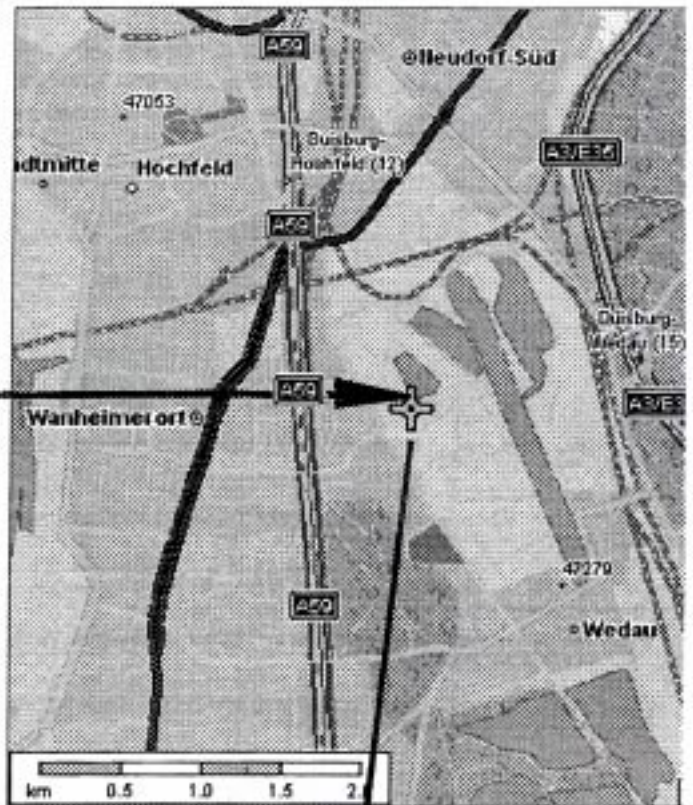 A59
Neudorf-Süd
47053
Duisburg-
Hochfeld (12)
A3/E35
Hochfeld
A59
Duisburg-
Wedau (15)
A59
Wanheimerort
47279
A59
Wedau
km 0.5 1.0 1.5